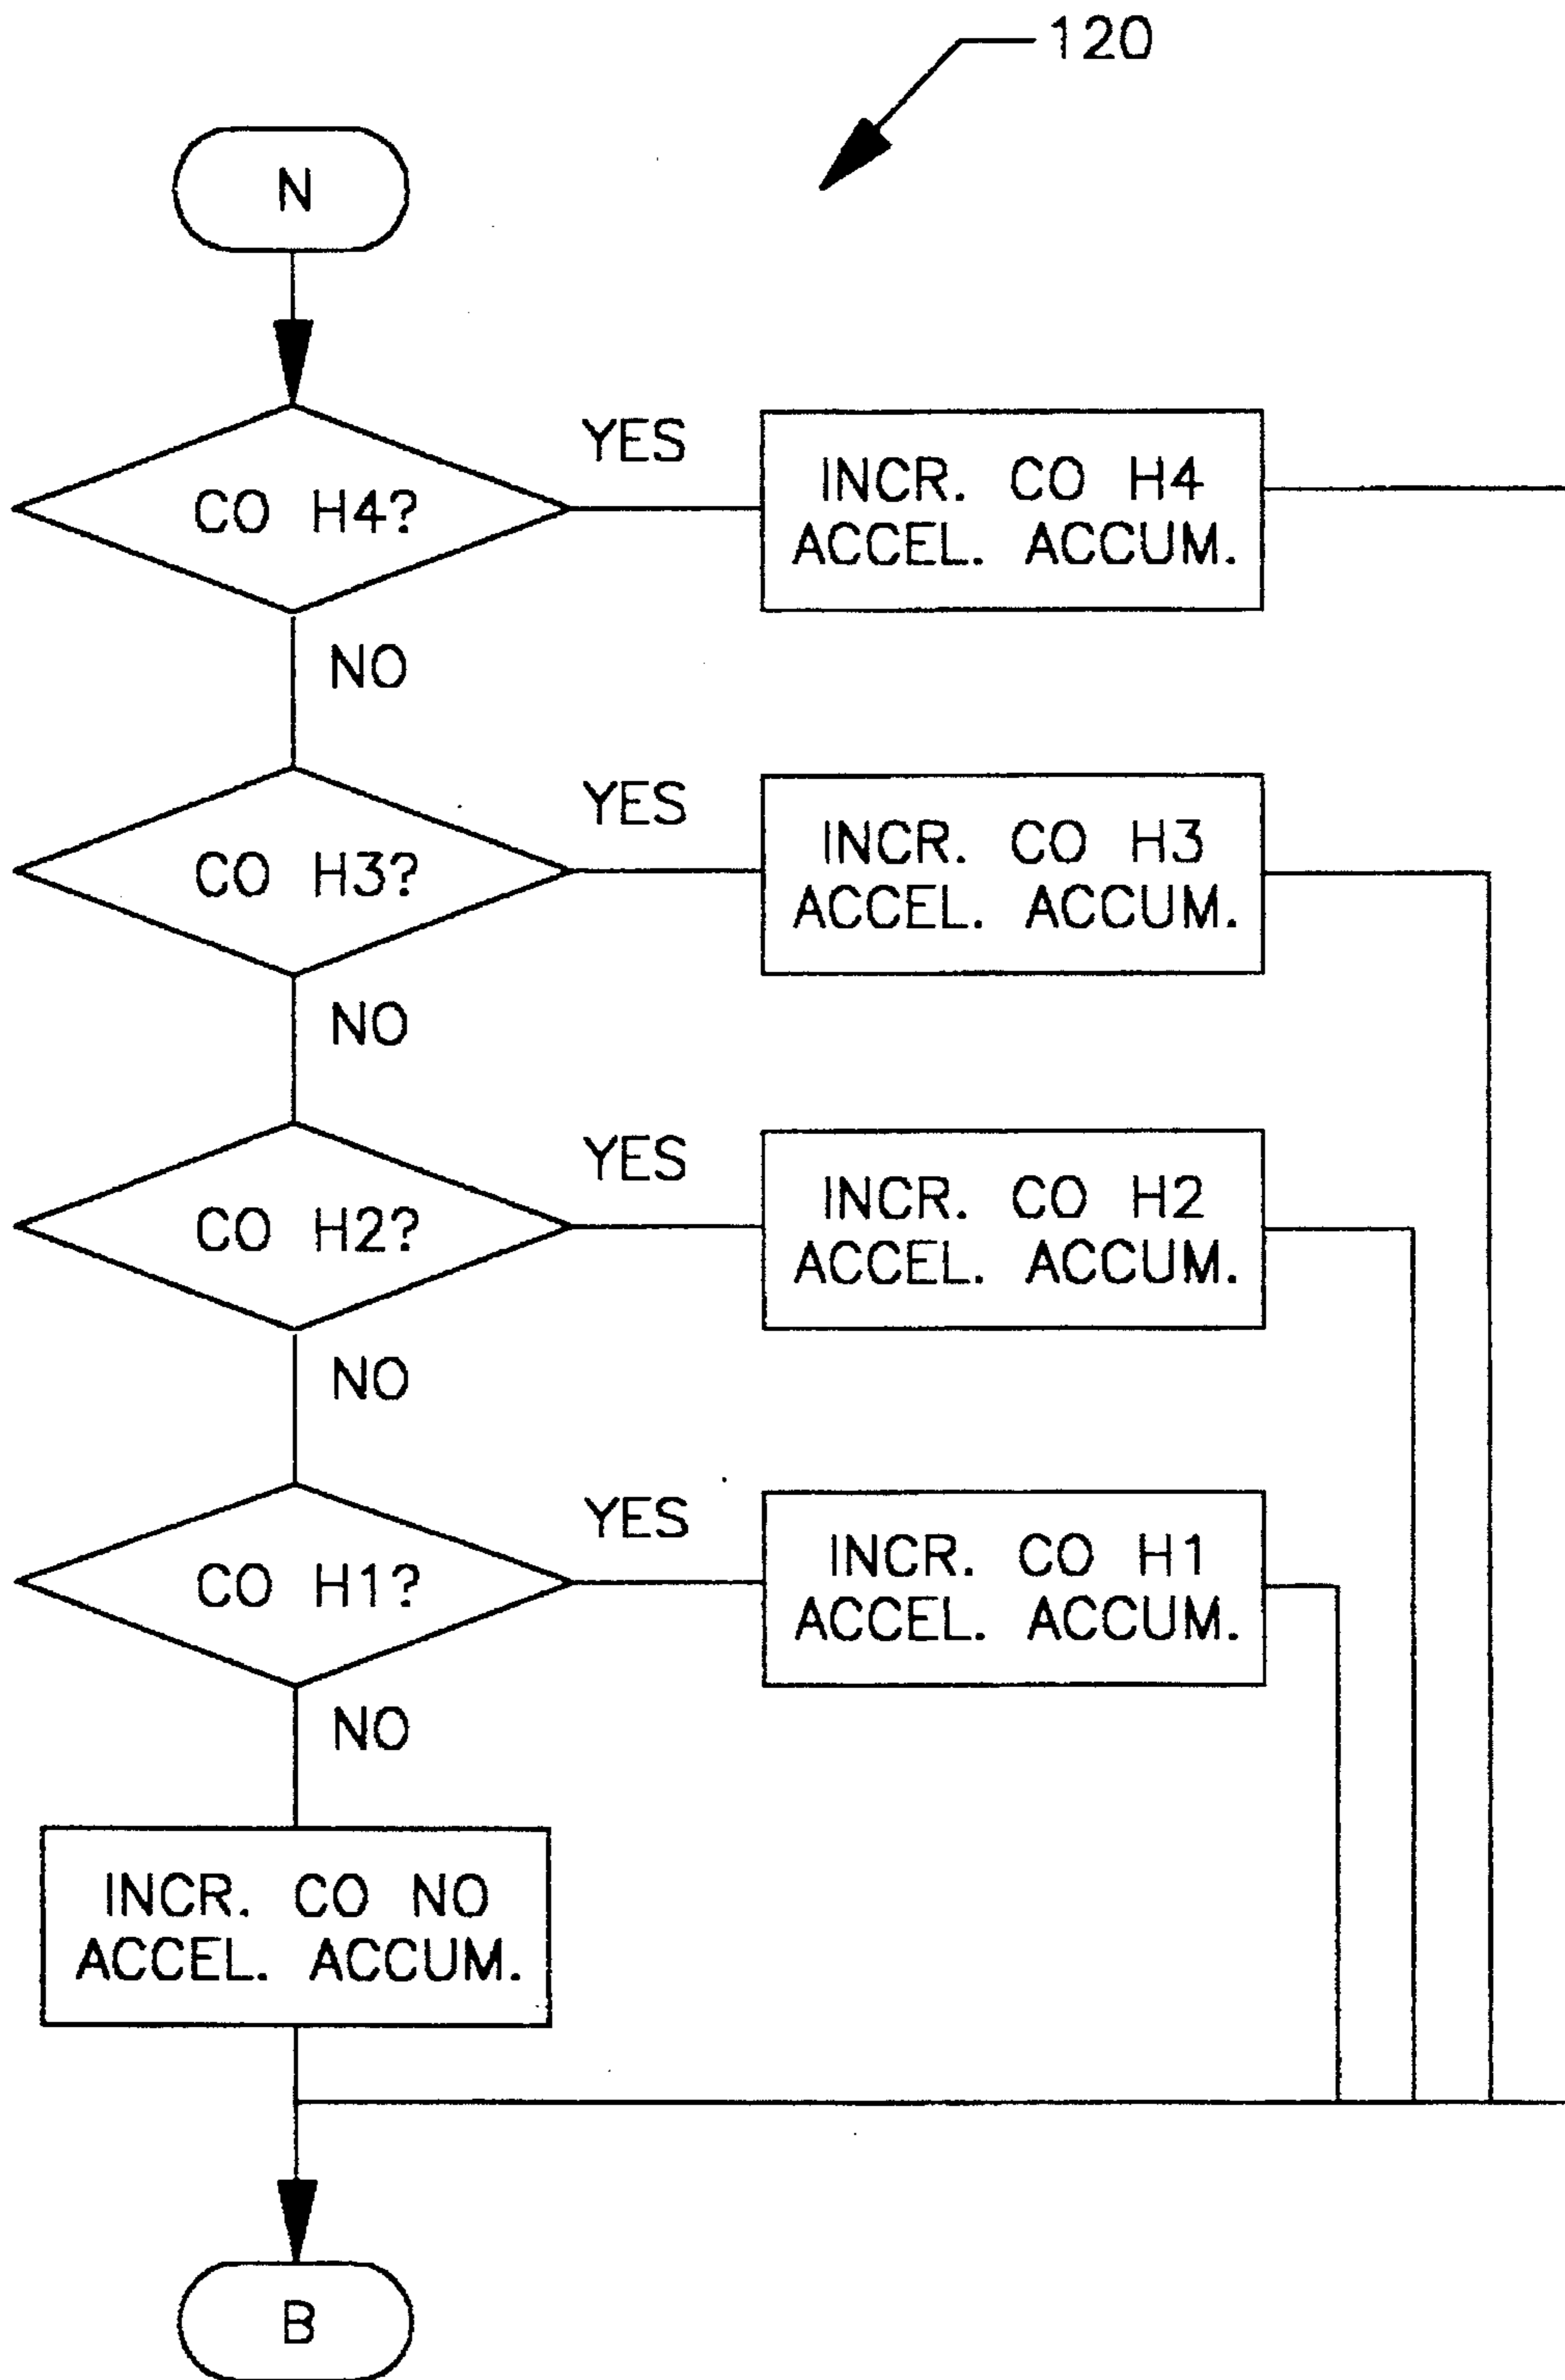 120
N
CO H4?
YES
INCR. CO H4
ACCEL. ACCUM.
NO
CO H3?
YES
INCR. CO H3
ACCEL. ACCUM.
NO
CO H2?
YES
INCR. CO H2
ACCEL. ACCUM.
NO
CO H1?
YES
INCR. CO H1
ACCEL. ACCUM.
NO
INCR. CO NO
ACCEL. ACCUM.
B